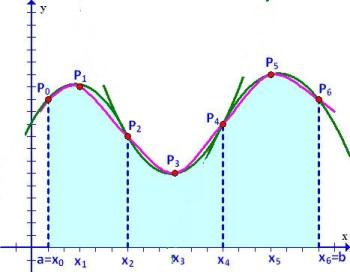 y
P₀ P₁ P₂ P₃ P₄ P₅ P₆
x
a=x₀ x₁ x₂ x₃ x₄ x₅ x₆=b